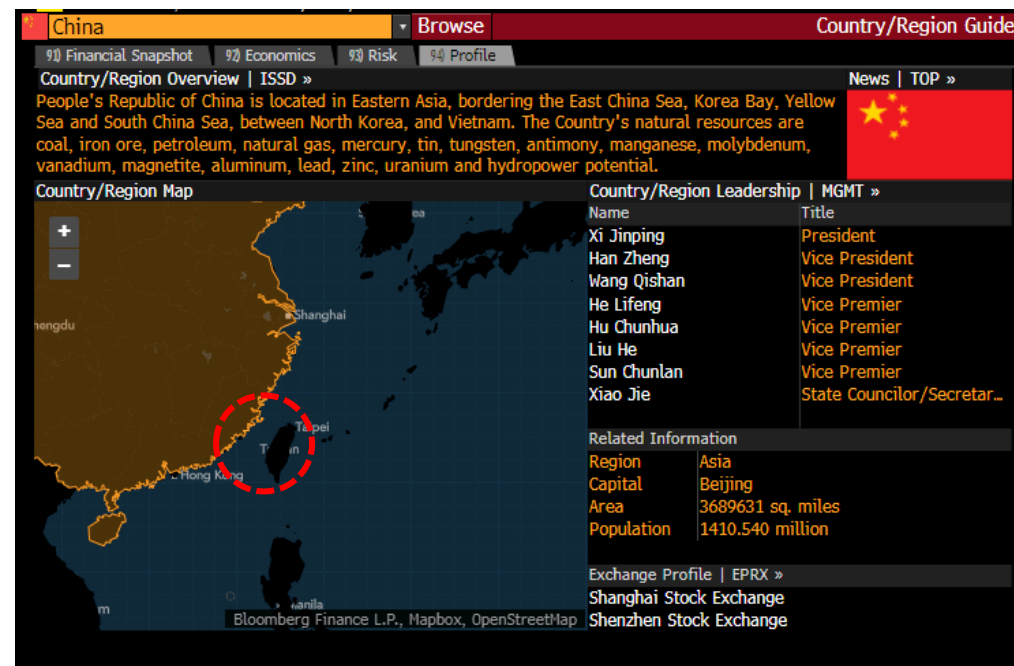 China
Browse
Country/Region Guide
91) Financial Snapshot
92) Economics
93) Risk
94) Profile
Country/Region Overview | ISSD »
News | TOP »
People's Republic of China is located in Eastern Asia, bordering the East China Sea, Korea Bay, Yellow
Sea and South China Sea, between North Korea, and Vietnam. The Country's natural resources are
coal, iron ore, petroleum, natural gas, mercury, tin, tungsten, antimony, manganese, molybdenum,
vanadium, magnetite, aluminum, lead, zinc, uranium and hydropower potential.
Country/Region Map
+
−
Shanghai
hengdu
Taipei
Hong Kong
anila
m
Bloomberg Finance L.P., Mapbox, OpenStreetMap
Country/Region Leadership | MGMT »
Name Title
Xi Jinping President
Han Zheng Vice President
Wang Qishan Vice President
He Lifeng Vice Premier
Hu Chunhua Vice Premier
Liu He Vice Premier
Sun Chunlan Vice Premier
Xiao Jie State Councilor/Secretar…
Related Information
Region Asia
Capital Beijing
Area 3689631 sq. miles
Population 1410.540 million
Exchange Profile | EPRX »
Shanghai Stock Exchange
Shenzhen Stock Exchange